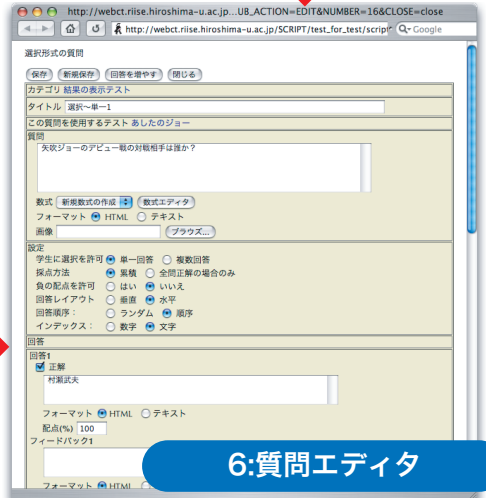 http://webct.riise.hiroshima-u.ac.jp...UB_ACTION=EDIT&NUMBER=16&CLOSE=close
http://webct.riise.hiroshima-u.ac.jp/SCRIPT/test_for_test/script Q- Google
選択形式の質問
保存 新規保存 回答を増やす 閉じる
カテゴリ 結果の表示テスト
タイトル 選択〜単一1
この質問を使用するテスト あしたのジョー
質問
矢吹ジョーのデビュー戦の対戦相手は誰か？
数式 新規数式の作成 数式エディタ
フォーマット HTML テキスト
画像 ブラウズ...
設定
学生に選択を許可 単一回答 複数回答
採点方法 累積 全問正解の場合のみ
負の配点を許可 はい いいえ
回答レイアウト 垂直 水平
回答順序： ランダム 順序
インデックス： 数字 文字
回答
回答1
正解
村瀬武夫
フォーマット HTML テキスト
配点(%) 100
フィードバック1
フォーマット HTML
6:質問エディタ